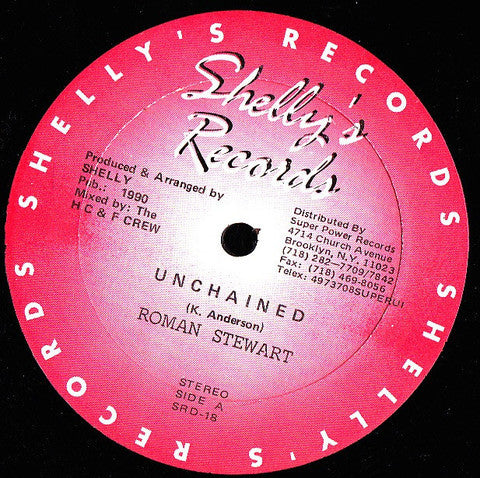 SHELLY'S RECORDS SHELLY'S RECORDS SHELLY'S RECORDS
Shelly's
Records
Produced & Arranged by
SHELLY
Pub.: 1990
Mixed by: The
H C & F CREW
Distributed By
Super Power Records
4714 Church Avenue
Brooklyn, N.Y. 11023
(718) 282-7709/7842
Fax: (718) 469-8056
Telex: 4973708SUPERUI
UNCHAINED
(K. Anderson)
ROMAN STEWART
STEREO
SIDE A
SRD-18